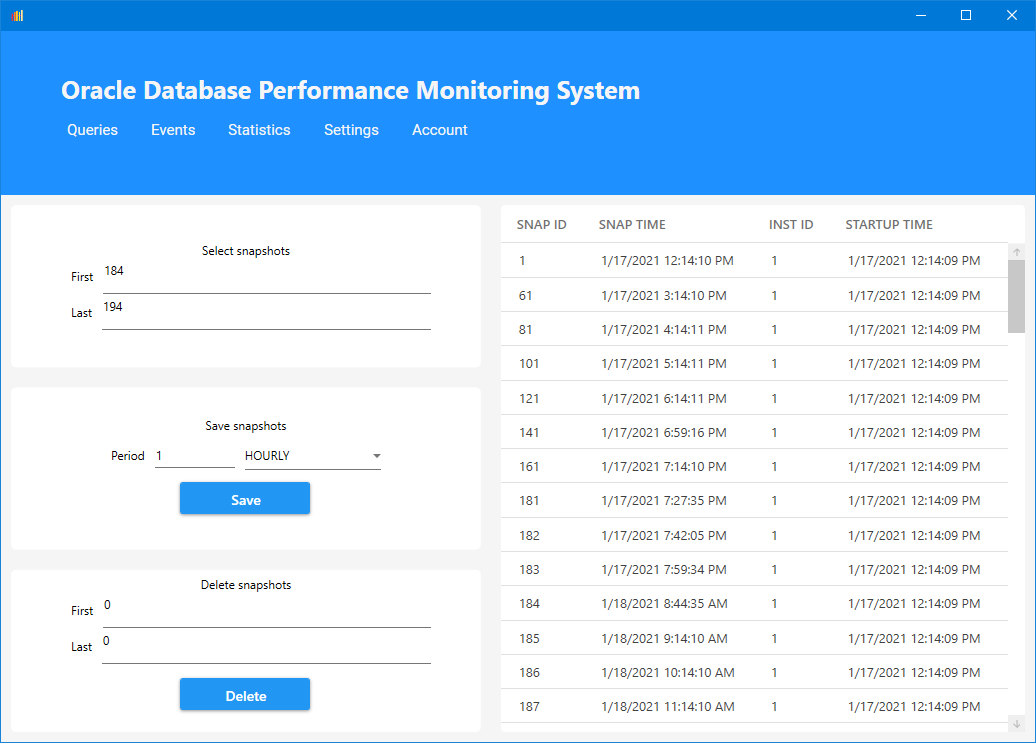 Oracle Database Performance Monitoring System
Queries Events Statistics Settings Account
Select snapshots
First 184
Last 194
Save snapshots
Period 1 HOURLY
Save
Delete snapshots
First 0
Last 0
Delete
SNAP ID SNAP TIME INST ID STARTUP TIME
1 1/17/2021 12:14:10 PM 1 1/17/2021 12:14:09 PM
61 1/17/2021 3:14:10 PM 1 1/17/2021 12:14:09 PM
81 1/17/2021 4:14:11 PM 1 1/17/2021 12:14:09 PM
101 1/17/2021 5:14:11 PM 1 1/17/2021 12:14:09 PM
121 1/17/2021 6:14:11 PM 1 1/17/2021 12:14:09 PM
141 1/17/2021 6:59:16 PM 1 1/17/2021 12:14:09 PM
161 1/17/2021 7:14:10 PM 1 1/17/2021 12:14:09 PM
181 1/17/2021 7:27:35 PM 1 1/17/2021 12:14:09 PM
182 1/17/2021 7:42:05 PM 1 1/17/2021 12:14:09 PM
183 1/17/2021 7:59:34 PM 1 1/17/2021 12:14:09 PM
184 1/18/2021 8:44:35 AM 1 1/17/2021 12:14:09 PM
185 1/18/2021 9:14:10 AM 1 1/17/2021 12:14:09 PM
186 1/18/2021 10:14:10 AM 1 1/17/2021 12:14:09 PM
187 1/18/2021 11:14:10 AM 1 1/17/2021 12:14:09 PM